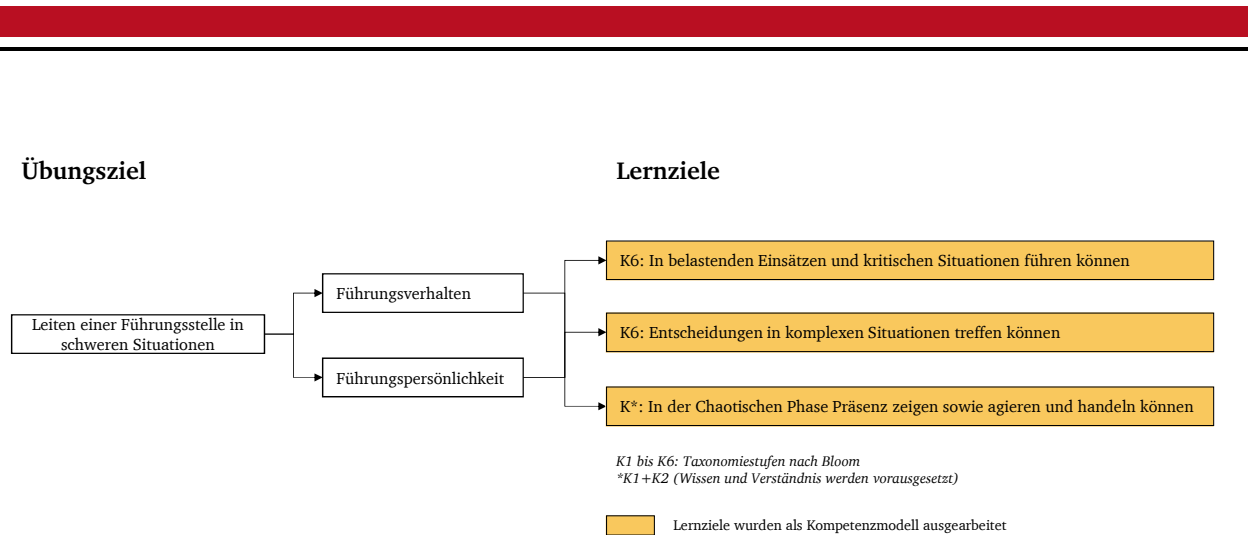 Übungsziel
Lernziele
Leiten einer Führungsstelle in
schweren Situationen
Führungsverhalten
Führungspersönlichkeit
K6: In belastenden Einsätzen und kritischen Situationen führen können
K6: Entscheidungen in komplexen Situationen treffen können
K*: In der Chaotischen Phase Präsenz zeigen sowie agieren und handeln können
K1 bis K6: Taxonomiestufen nach Bloom
*K1+K2 (Wissen und Verständnis werden vorausgesetzt)
Lernziele wurden als Kompetenzmodell ausgearbeitet